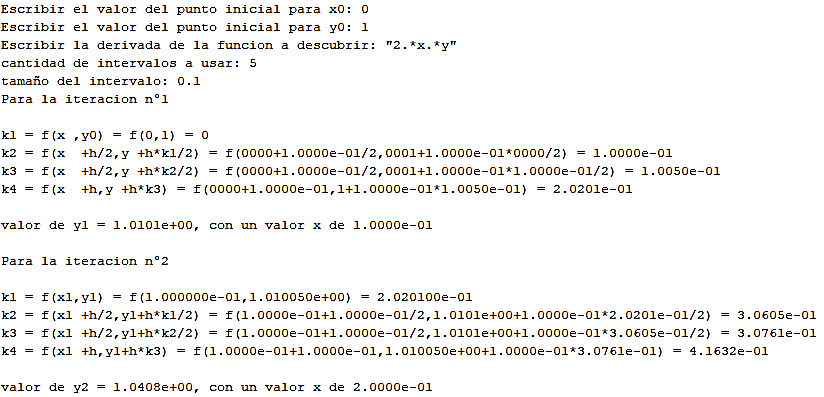 Escribir el valor del punto inicial para x0: 0
Escribir el valor del punto inicial para y0: 1
Escribir la derivada de la funcion a descubrir: "2.*x.*y"
cantidad de intervalos a usar: 5
tamaño del intervalo: 0.1
Para la iteracion n°1
k1 = f(x ,y0) = f(0,1) = 0
k2 = f(x  +h/2,y +h*k1/2) = f(0000+1.0000e-01/2,0001+1.0000e-01*0000/2) = 1.0000e-01
k3 = f(x  +h/2,y +h*k2/2) = f(0000+1.0000e-01/2,0001+1.0000e-01*1.0000e-01/2) = 1.0050e-01
k4 = f(x  +h,y +h*k3) = f(0000+1.0000e-01,1+1.0000e-01*1.0050e-01) = 2.0201e-01
valor de y1 = 1.0101e+00, con un valor x de 1.0000e-01
Para la iteracion n°2
k1 = f(x1,y1) = f(1.000000e-01,1.010050e+00) = 2.020100e-01
k2 = f(x1 +h/2,y1+h*k1/2) = f(1.0000e-01+1.0000e-01/2,1.0101e+00+1.0000e-01*2.0201e-01/2) = 3.0605e-01
k3 = f(x1 +h/2,y1+h*k2/2) = f(1.0000e-01+1.0000e-01/2,1.0101e+00+1.0000e-01*3.0605e-01/2) = 3.0761e-01
k4 = f(x1 +h,y1+h*k3) = f(1.0000e-01+1.0000e-01,1.010050e+00+1.0000e-01*3.0761e-01) = 4.1632e-01
valor de y2 = 1.0408e+00, con un valor x de 2.0000e-01